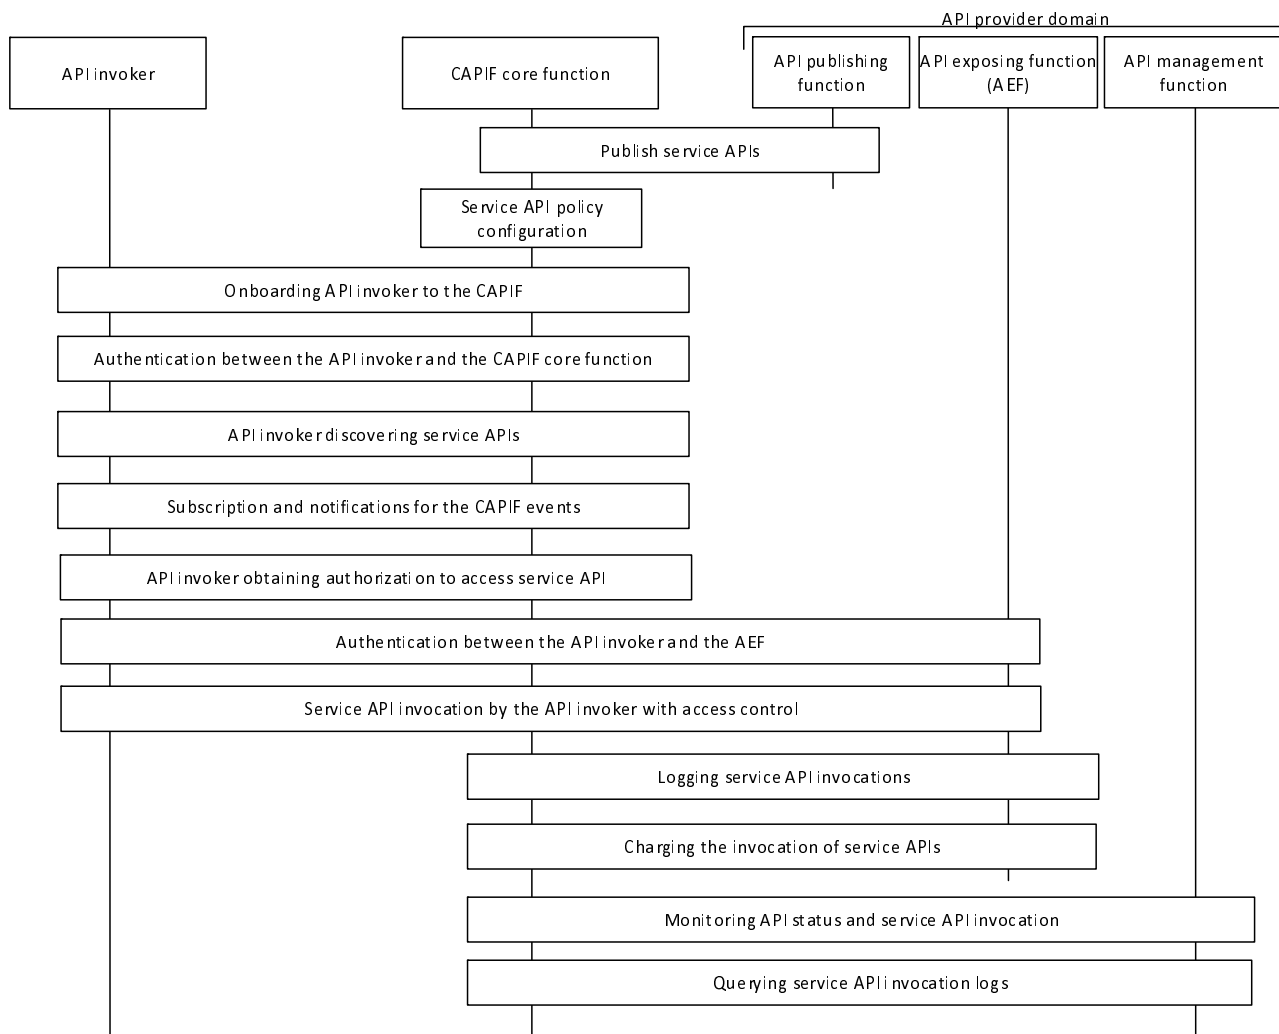 API provider domain
API invoker
CAPIF core function
API publishing
function
API exposing function
(AEF)
API management
function
Publish service APIs
Service API policy
configuration
Onboarding API invoker to the CAPIF
Authentication between the API invoker and the CAPIF core function
API invoker discovering service APIs
Subscription and notifications for the CAPIF events
API invoker obtaining authorization to access service API
Authentication between the API invoker and the AEF
Service API invocation by the API invoker with access control
Logging service API invocations
Charging the invocation of service APIs
Monitoring API status and service API invocation
Querying service API invocation logs